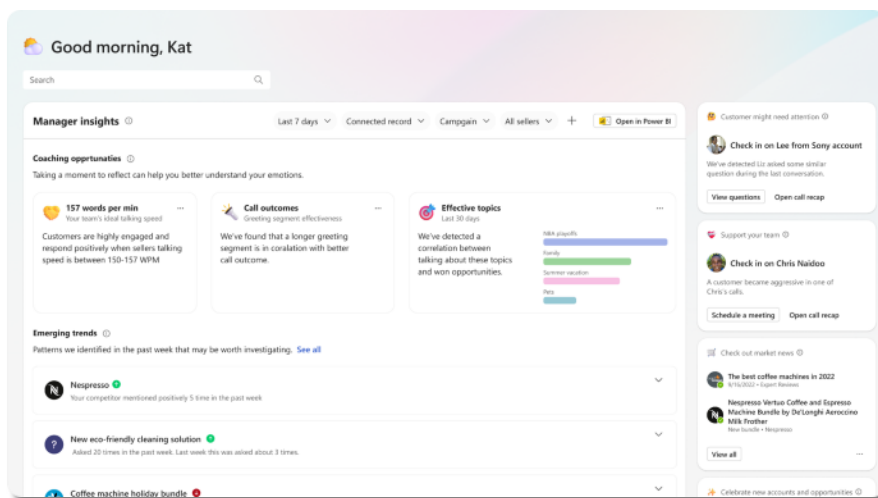 Good morning, Kat
Search
Manager insights
Last 7 days
Connected record
Campgain
All sellers
Open in Power BI
Coaching opprtunaties
Taking a moment to reflect can help you better understand your emotions.
157 words per min
Your team's ideal talking speed
Customers are highly engaged and
respond positively when sellers talking
speed is between 150-157 WPM
Call outcomes
Greeting segment effectiveness
We've found that a longer greeting
segment is in coralation with better
call outcome.
Effective topics
Last 30 days
We've detected a
correlation between
talking about these topics
and won opportunities.
NBA playoffs
Family
Summer vacation
Pets
Emerging trends
Patterns we identified in the past week that may be worth investigating. See all
Nespresso
Your competitor mentioned positively 5 time in the past week
New eco-friendly cleaning solution
Asked 20 times in the past week. Last week this was asked about 3 times.
Coffee machine holiday bundle
Customer might need attention
Check in on Lee from Sony account
We've detected Liz asked some similar
question during the last conversation.
View questions
Open call recap
Support your team
Check in on Chris Naidoo
A customer became aggressive in one of
Chris's calls.
Schedule a meeting
Open call recap
Check out market news
The best coffee machines in 2022
9/16/2022 • Expert Reviews
Nespresso Vertuo Coffee and Espresso
Machine Bundle by De'Longhi Aeroccino
Milk Frother
New bundle • Nespresso
View all
Celebrate new accounts and opportunities